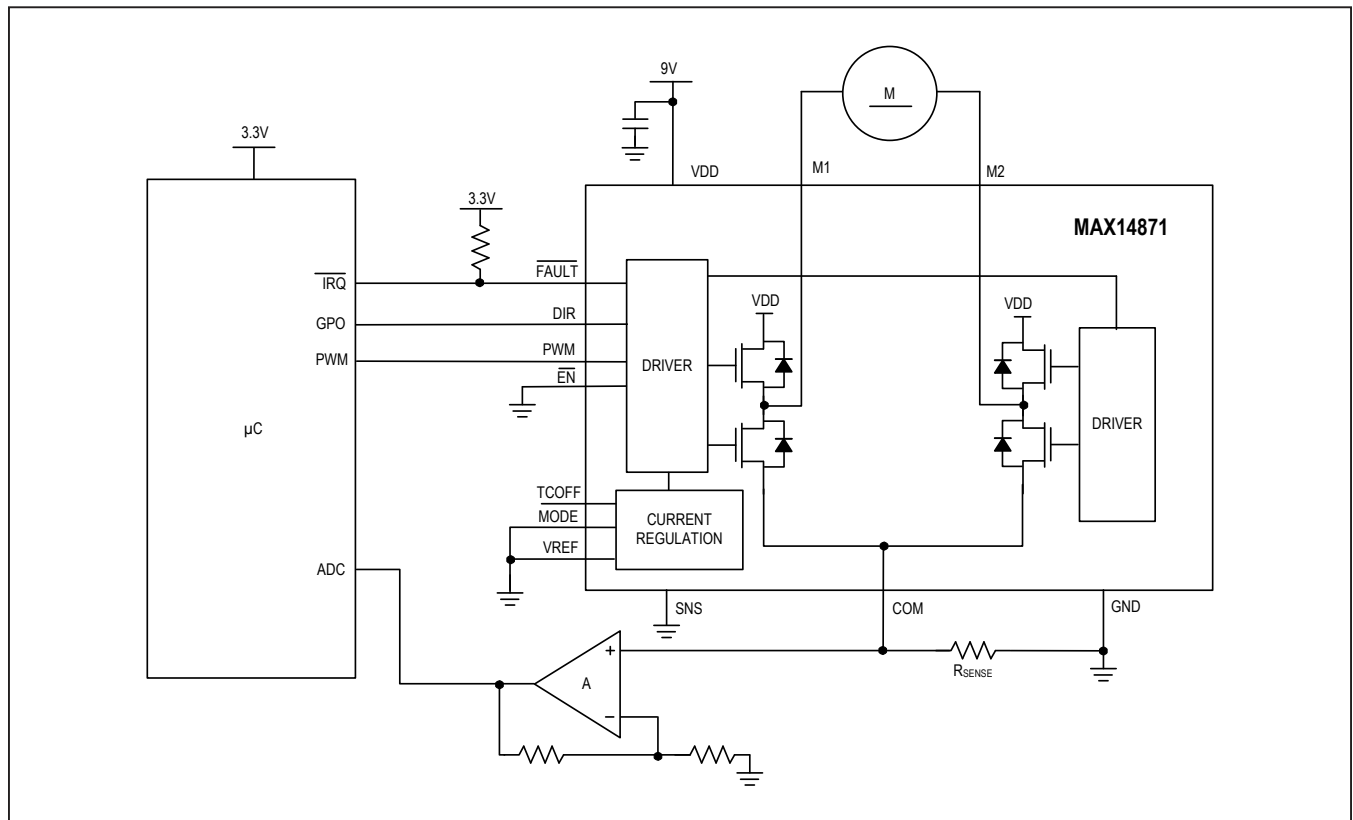 9V
M
3.3V
VDD
M1
M2
3.3V
MAX14871
IRQ
FAULT
VDD
VDD
GPO
DIR
PWM
PWM
DRIVER
EN
DRIVER
µC
TCOFF
MODE
CURRENT
REGULATION
VREF
ADC
SNS
COM
GND
+
A
RSENSE
−